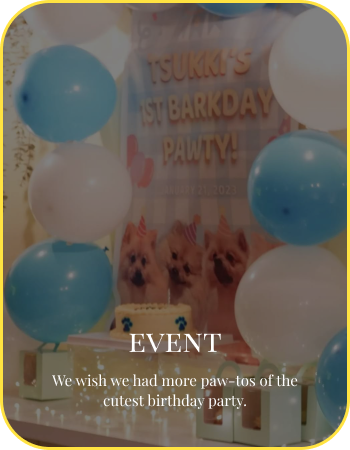 TSUKKI'S
1ST BARKDAY
PAWTY!
EVENT
We wish we had more paw-tos of the
cutest birthday party.